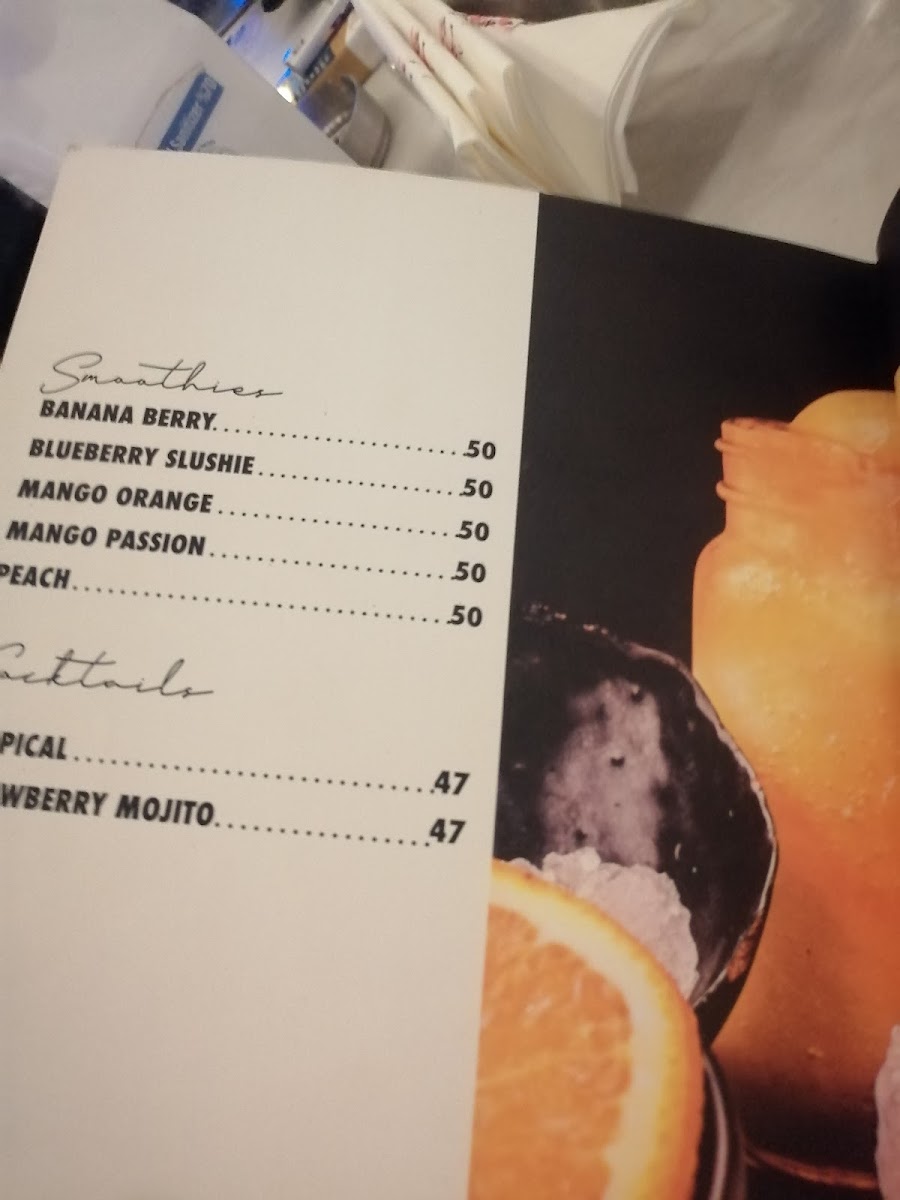 Sanitizer
Smoothies
BANANA BERRY......................50
BLUEBERRY SLUSHIE....................50
MANGO ORANGE.......................50
MANGO PASSION.......................50
PEACH...................................50
ocktails
PICAL..................................47
WBERRY MOJITO....................47